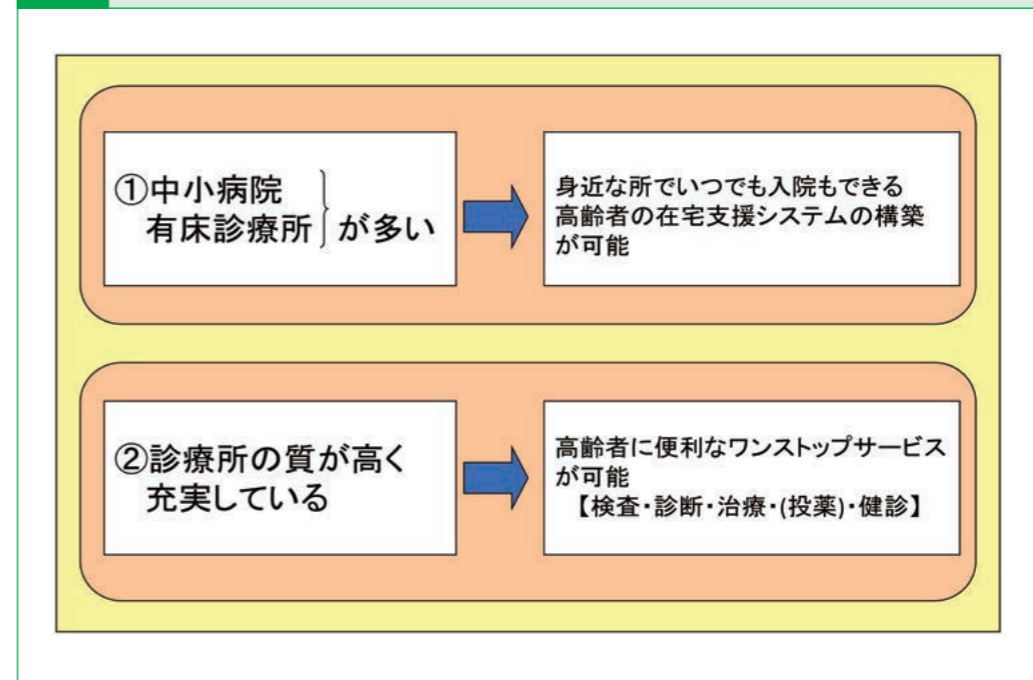 ①中小病院
有床診療所
が多い
身近な所でいつでも入院もできる
高齢者の在宅支援システムの構築
が可能
②診療所の質が高く
充実している
高齢者に便利なワンストップサービス
が可能
【検査・診断・治療・(投薬)・健診】